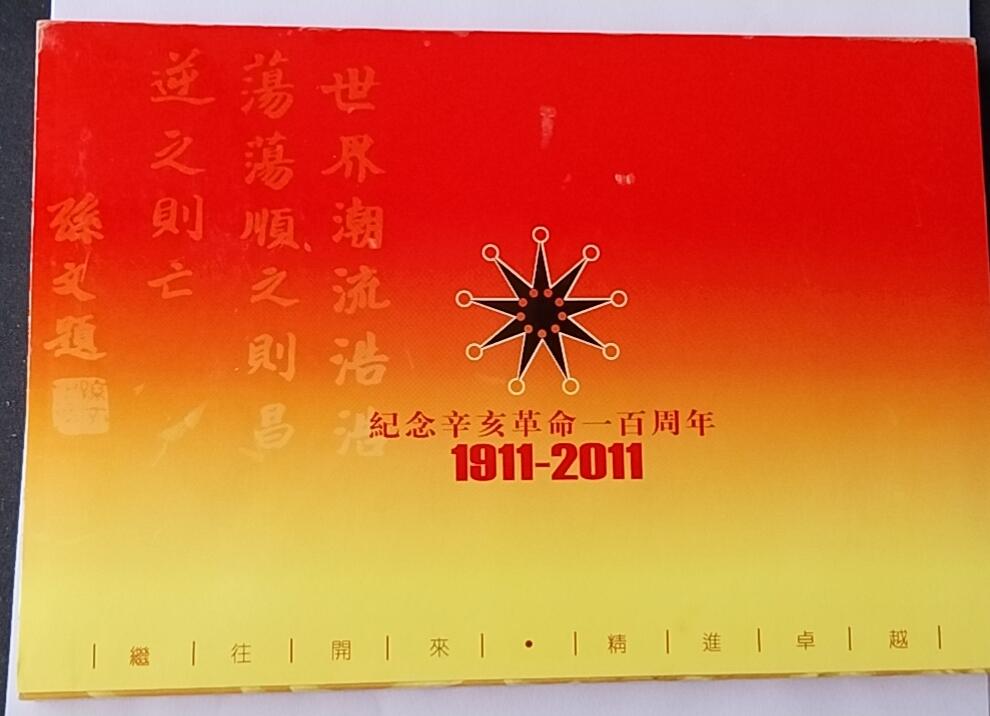 世界潮流浩浩
蕩蕩順之則昌
逆之則亡
孫文題
紀念辛亥革命一百周年
1911-2011
繼往開來·精進卓越